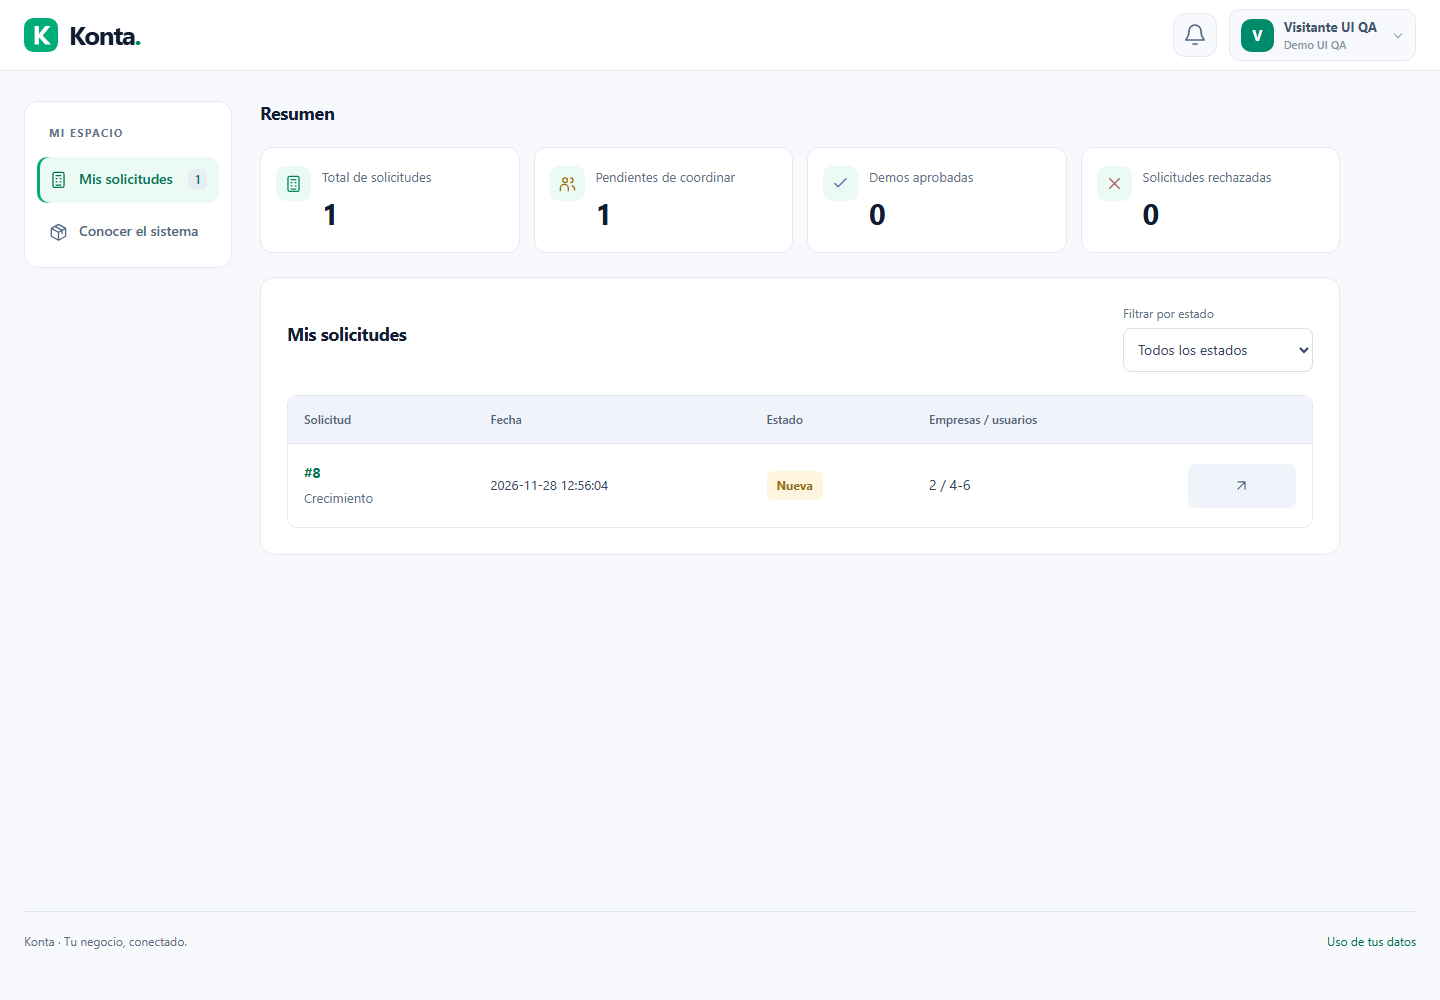 K Konta.
Visitante UI QA
V
Demo UI QA
MI ESPACIO
Mis solicitudes 1
Conocer el sistema
Resumen
Total de solicitudes
1
Pendientes de coordinar
1
Demos aprobadas
0
Solicitudes rechazadas
0
Mis solicitudes
Filtrar por estado
Todos los estados
Solicitud Fecha Estado Empresas / usuarios
#8
Crecimiento
2026-11-28 12:56:04
Nueva
2 / 4-6
Konta · Tu negocio, conectado.
Uso de tus datos